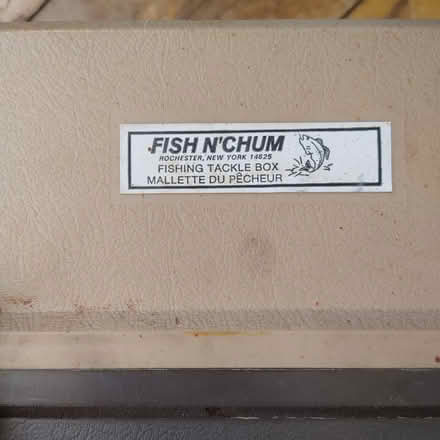 FISH N'CHUM
ROCHESTER, NEW YORK 14625
FISHING TACKLE BOX
MALLETTE DU PÊCHEUR